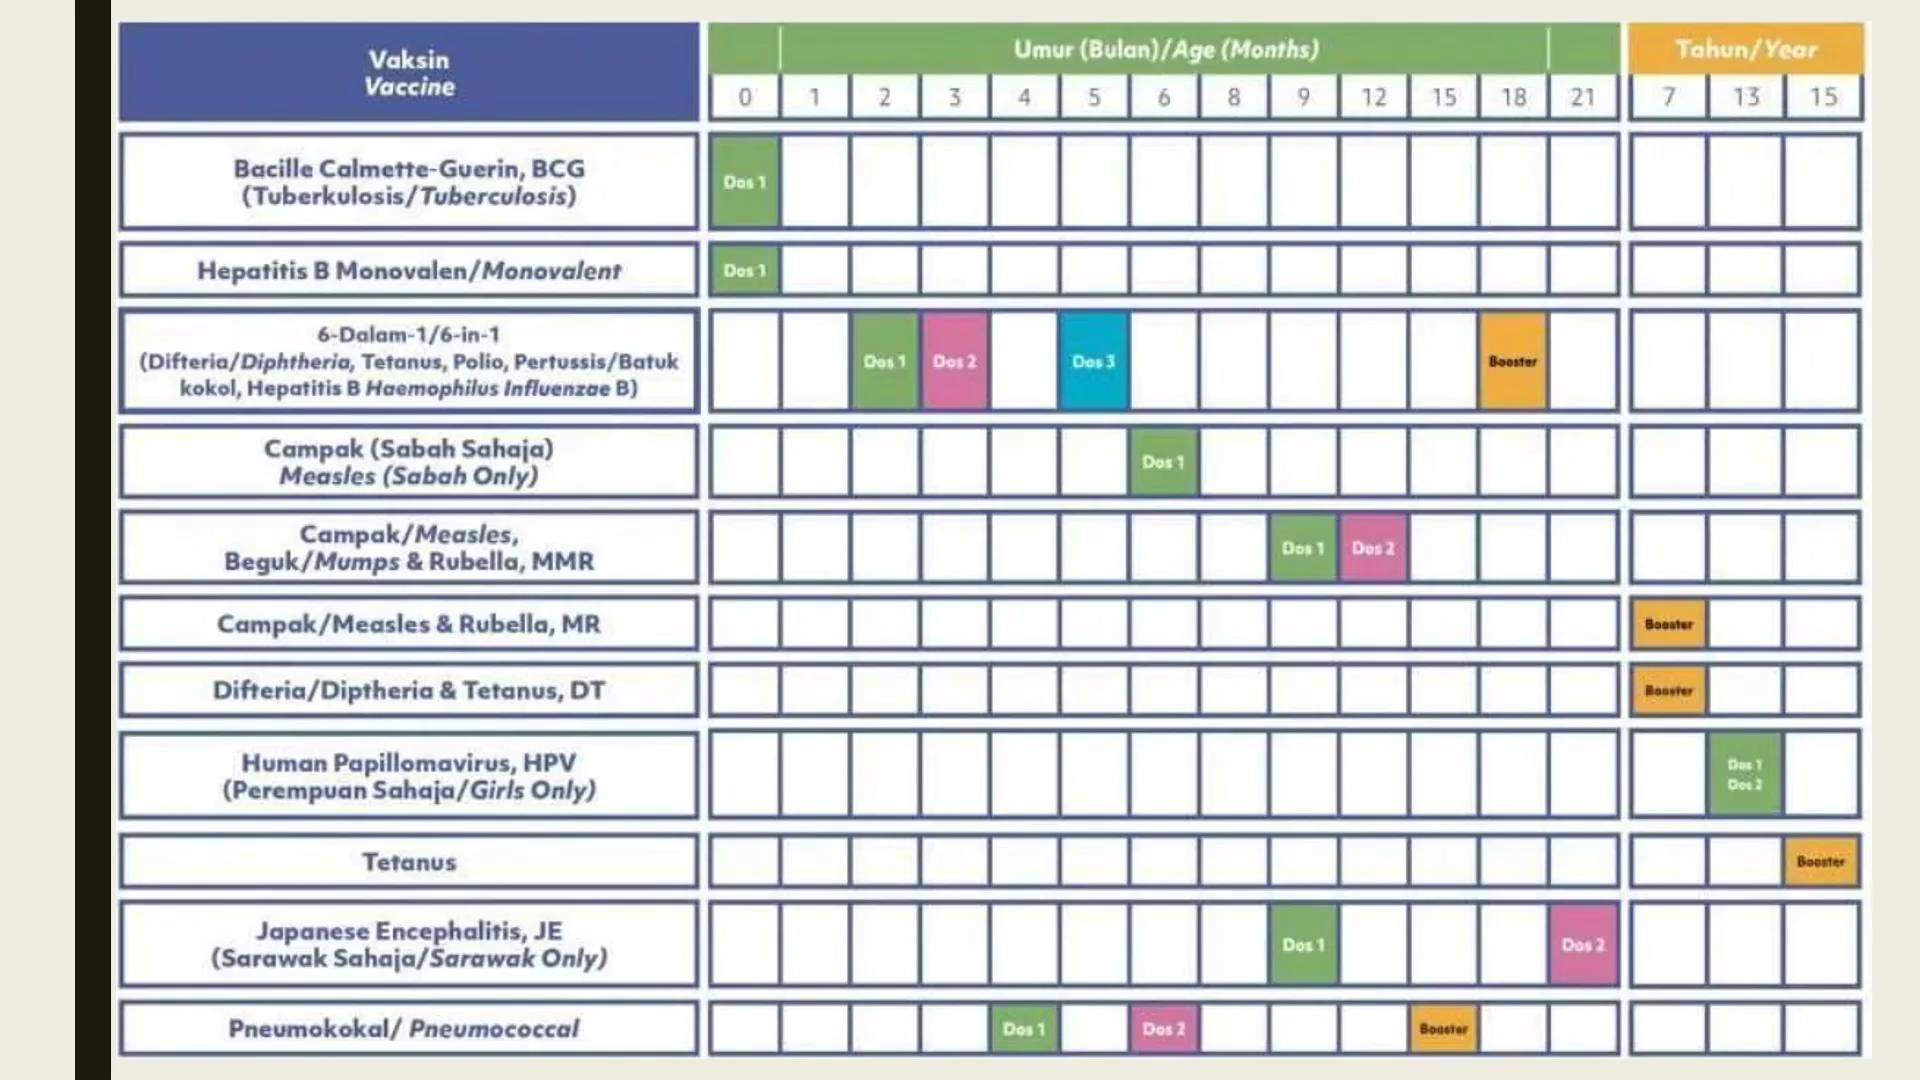 Vaksin
Vaccine
Umur (Bulan)/Age (Months)
Tahun/Year
0 1 2 3 4 5 6 8 9 12 15 18 21 7 13 15
Bacille Calmette-Guerin, BCG
(Tuberkulosis/Tuberculosis)
Dos 1
Hepatitis B Monovalen/Monovalent
Dos 1
6-Dalam-1/6-in-1
(Difteria/Diphtheria, Tetanus, Polio, Pertussis/Batuk
kokol, Hepatitis B Haemophilus Influenzae B)
Dos 1 Dos 2 Dos 3 Booster
Campak (Sabah Sahaja)
Measles (Sabah Only)
Dos 1
Campak/Measles,
Beguk/Mumps & Rubella, MMR
Dos 1 Dos 2
Campak/Measles & Rubella, MR
Booster
Difteria/Diptheria & Tetanus, DT
Booster
Human Papillomavirus, HPV
(Perempuan Sahaja/Girls Only)
Dos 1
Dos 2
Tetanus
Booster
Japanese Encephalitis, JE
(Sarawak Sahaja/Sarawak Only)
Dos 1 Dos 2
Pneumokokal/ Pneumococcal
Dos 1 Dos 2 Booster